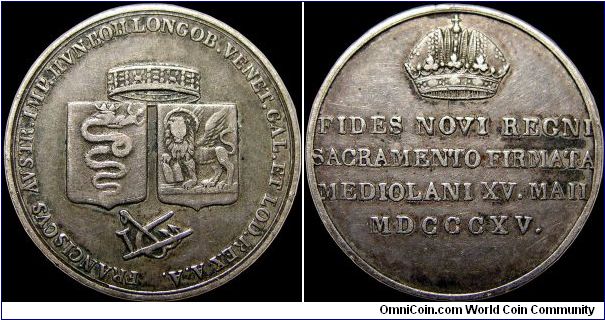 FRANCISCVS AVSTR. IMP. HVN. BOH. LONGOB. VENET. GAL. ET LOD. REX A.A.
FIDES NOVI REGNI
SACRAMENTO FIRMATA
MEDIOLANI XV. MAII
MDCCCXV.
OmniCoin.com World Coin Community